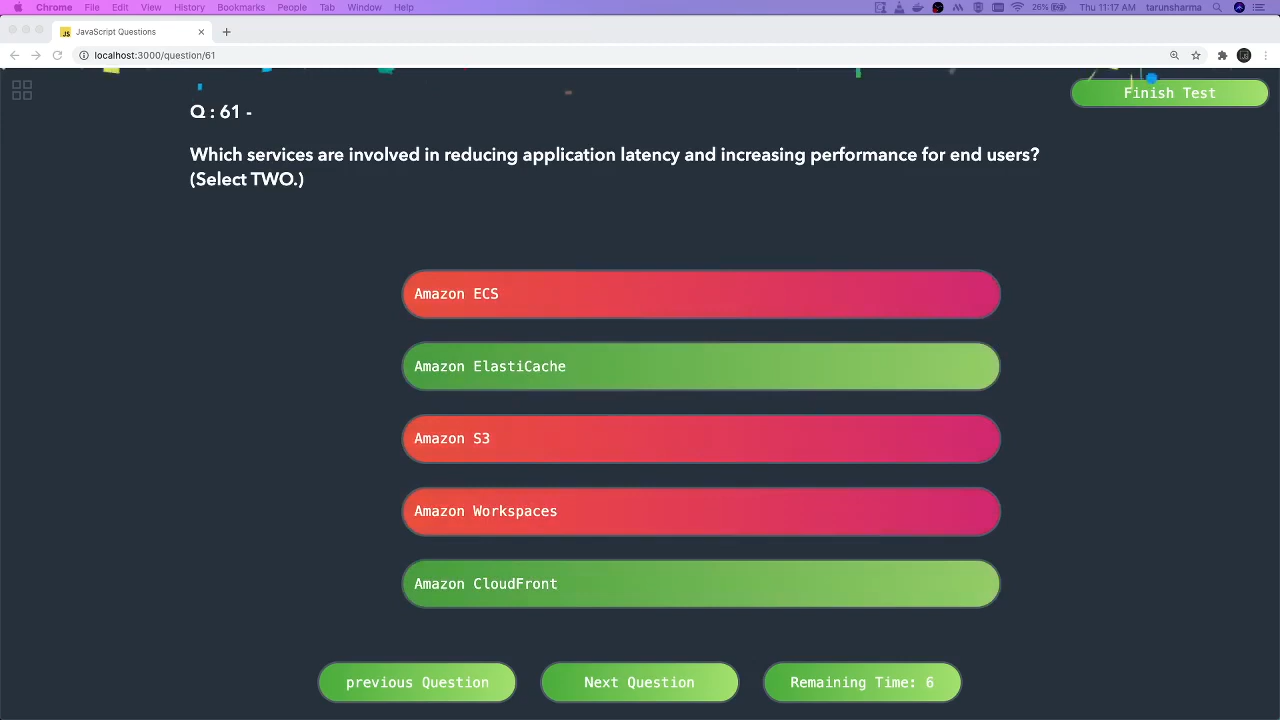 Chrome File Edit View History Bookmarks People Tab Window Help 26% Thu 11:17 AM tarunsharma
JS JavaScript Questions
localhost:3000/question/61
Finish Test
Q : 61 -
Which services are involved in reducing application latency and increasing performance for end users?
(Select TWO.)
Amazon ECS
Amazon ElastiCache
Amazon S3
Amazon Workspaces
Amazon CloudFront
previous Question Next Question Remaining Time: 6